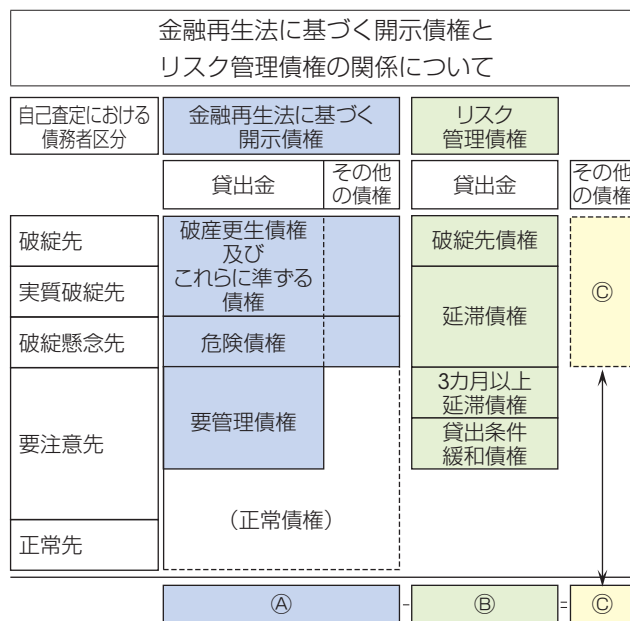 金融再生法に基づく開示債権と
リスク管理債権の関係について
自己査定における
債務者区分
金融再生法に基づく
開示債権
リスク
管理債権
貸出金
その他
の債権
貸出金
その他
の債権
破綻先
実質破綻先
破綻懸念先
要注意先
正常先
破産更生債権
及び
これらに準ずる
債権
危険債権
要管理債権
（正常債権）
破綻先債権
延滞債権
3カ月以上
延滞債権
貸出条件
緩和債権
Ⓒ
Ⓐ − Ⓑ = Ⓒ